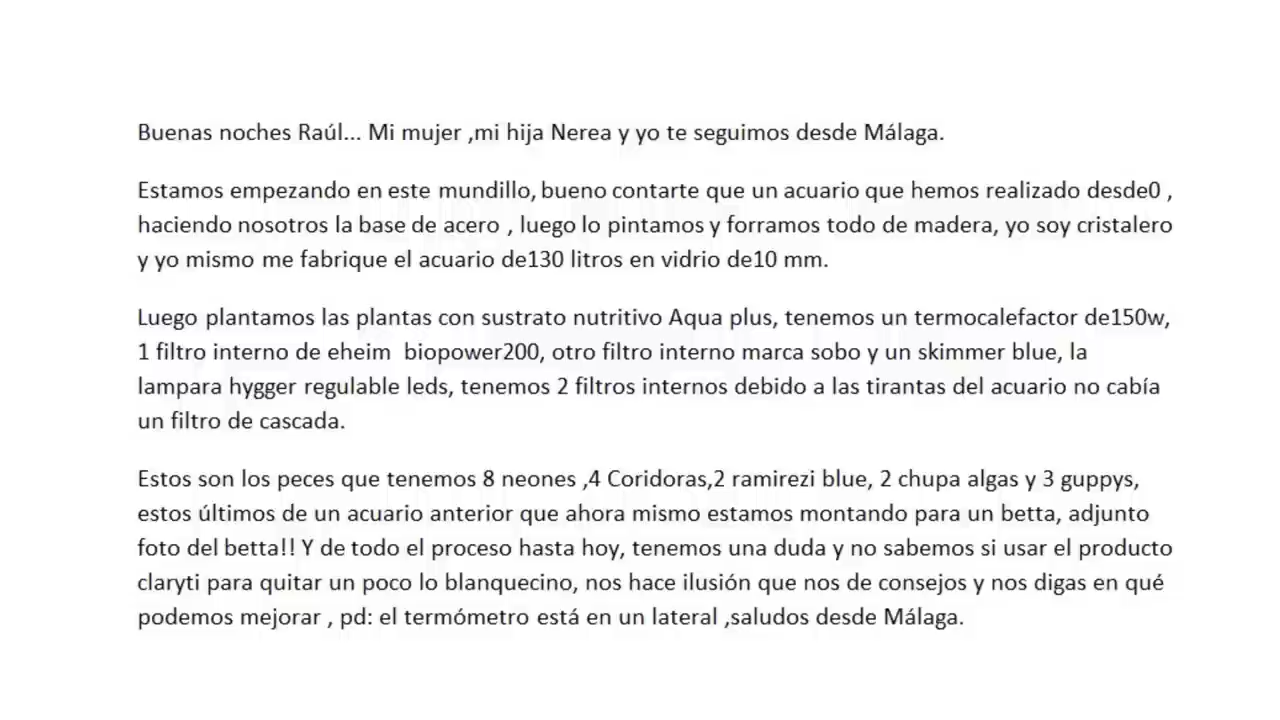 Buenas noches Raúl... Mi mujer ,mi hija Nerea y yo te seguimos desde Málaga.
Estamos empezando en este mundillo, bueno contarte que un acuario que hemos realizado desde0 ,
haciendo nosotros la base de acero , luego lo pintamos y forramos todo de madera, yo soy cristalero
y yo mismo me fabrique el acuario de130 litros en vidrio de10 mm.
Luego plantamos las plantas con sustrato nutritivo Aqua plus, tenemos un termocalefactor de150w,
1 filtro interno de eheim  biopower200, otro filtro interno marca sobo y un skimmer blue, la
lampara hygger regulable leds, tenemos 2 filtros internos debido a las tirantas del acuario no cabía
un filtro de cascada.
Estos son los peces que tenemos 8 neones ,4 Coridoras,2 ramirezi blue, 2 chupa algas y 3 guppys,
estos últimos de un acuario anterior que ahora mismo estamos montando para un betta, adjunto
foto del betta!! Y de todo el proceso hasta hoy, tenemos una duda y no sabemos si usar el producto
claryti para quitar un poco lo blanquecino, nos hace ilusión que nos de consejos y nos digas en qué
podemos mejorar , pd: el termómetro está en un lateral ,saludos desde Málaga.